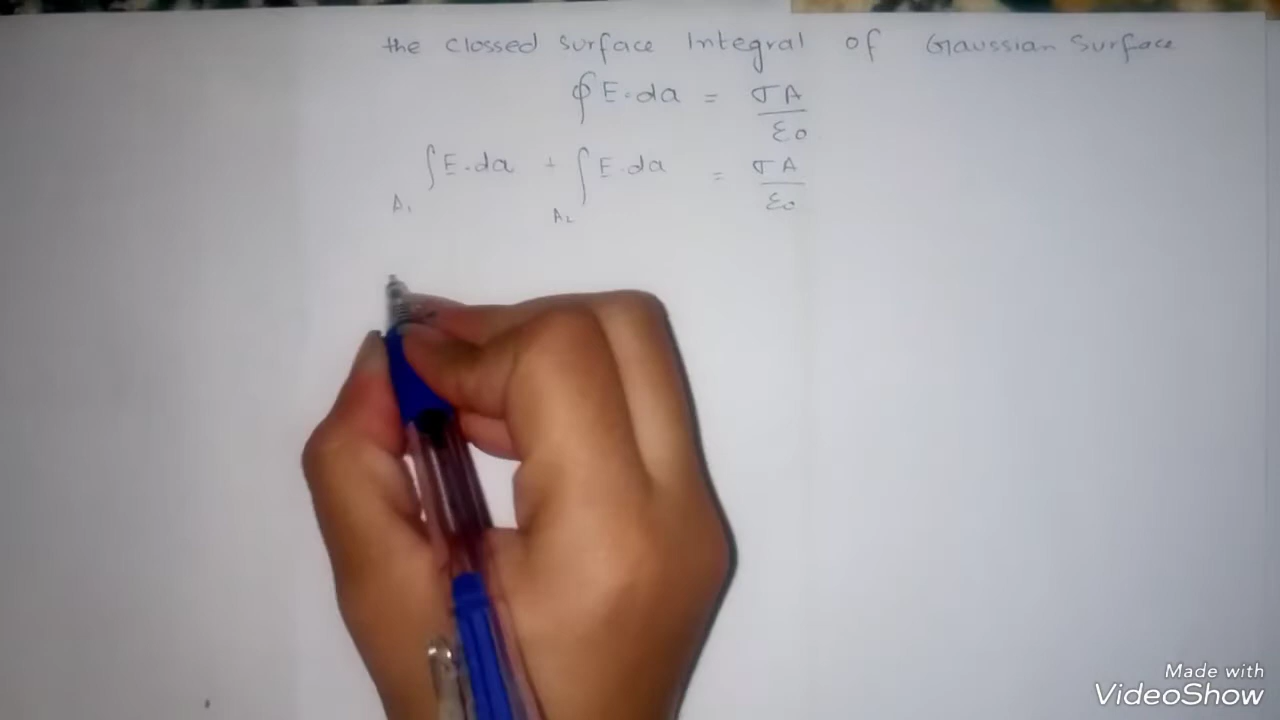 the clossed surface Integral of Gaussian Surface
∮ E·da = σA / ε0
∫ E·da + ∫ E·da = σA / ε0
A1 A2
Made with
VideoShow